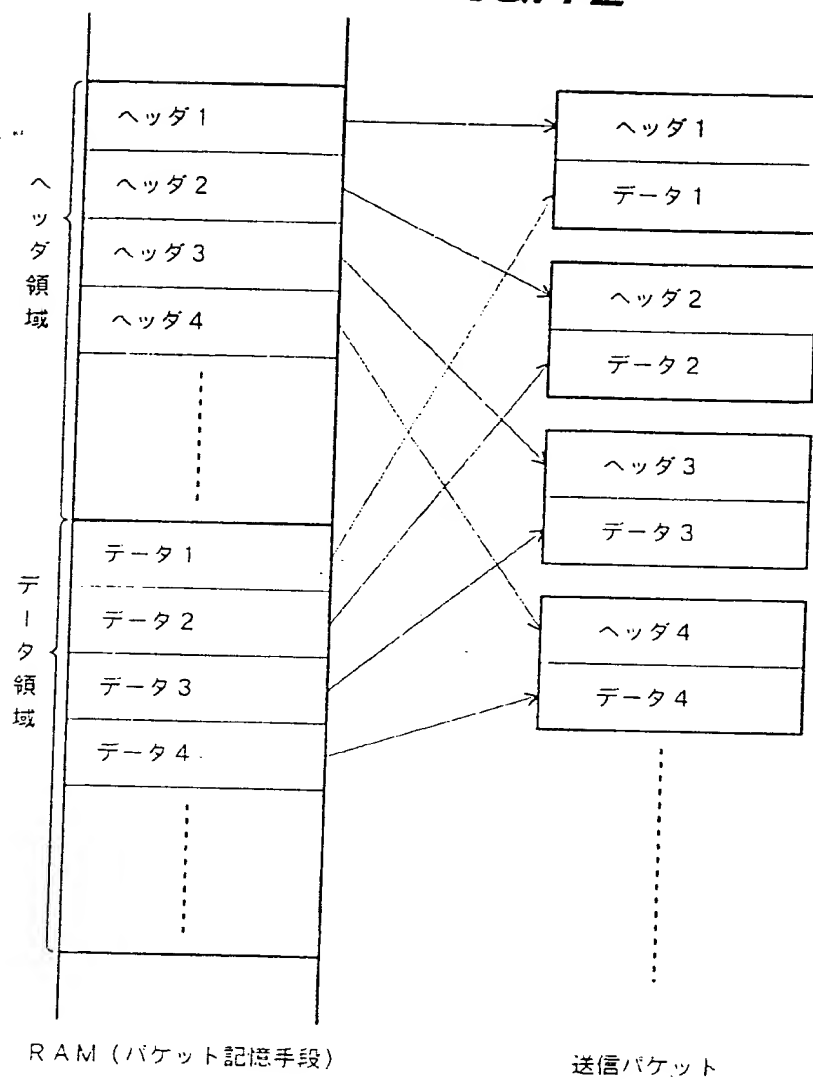 ヘッダ1
ヘッダ2
ヘッダ3
ヘッダ4
ヘッダ領域
データ1
データ2
データ3
データ4
データ領域
RAM(パケット記憶手段)
ヘッダ1
データ1
ヘッダ2
データ2
ヘッダ3
データ3
ヘッダ4
データ4
送信パケット